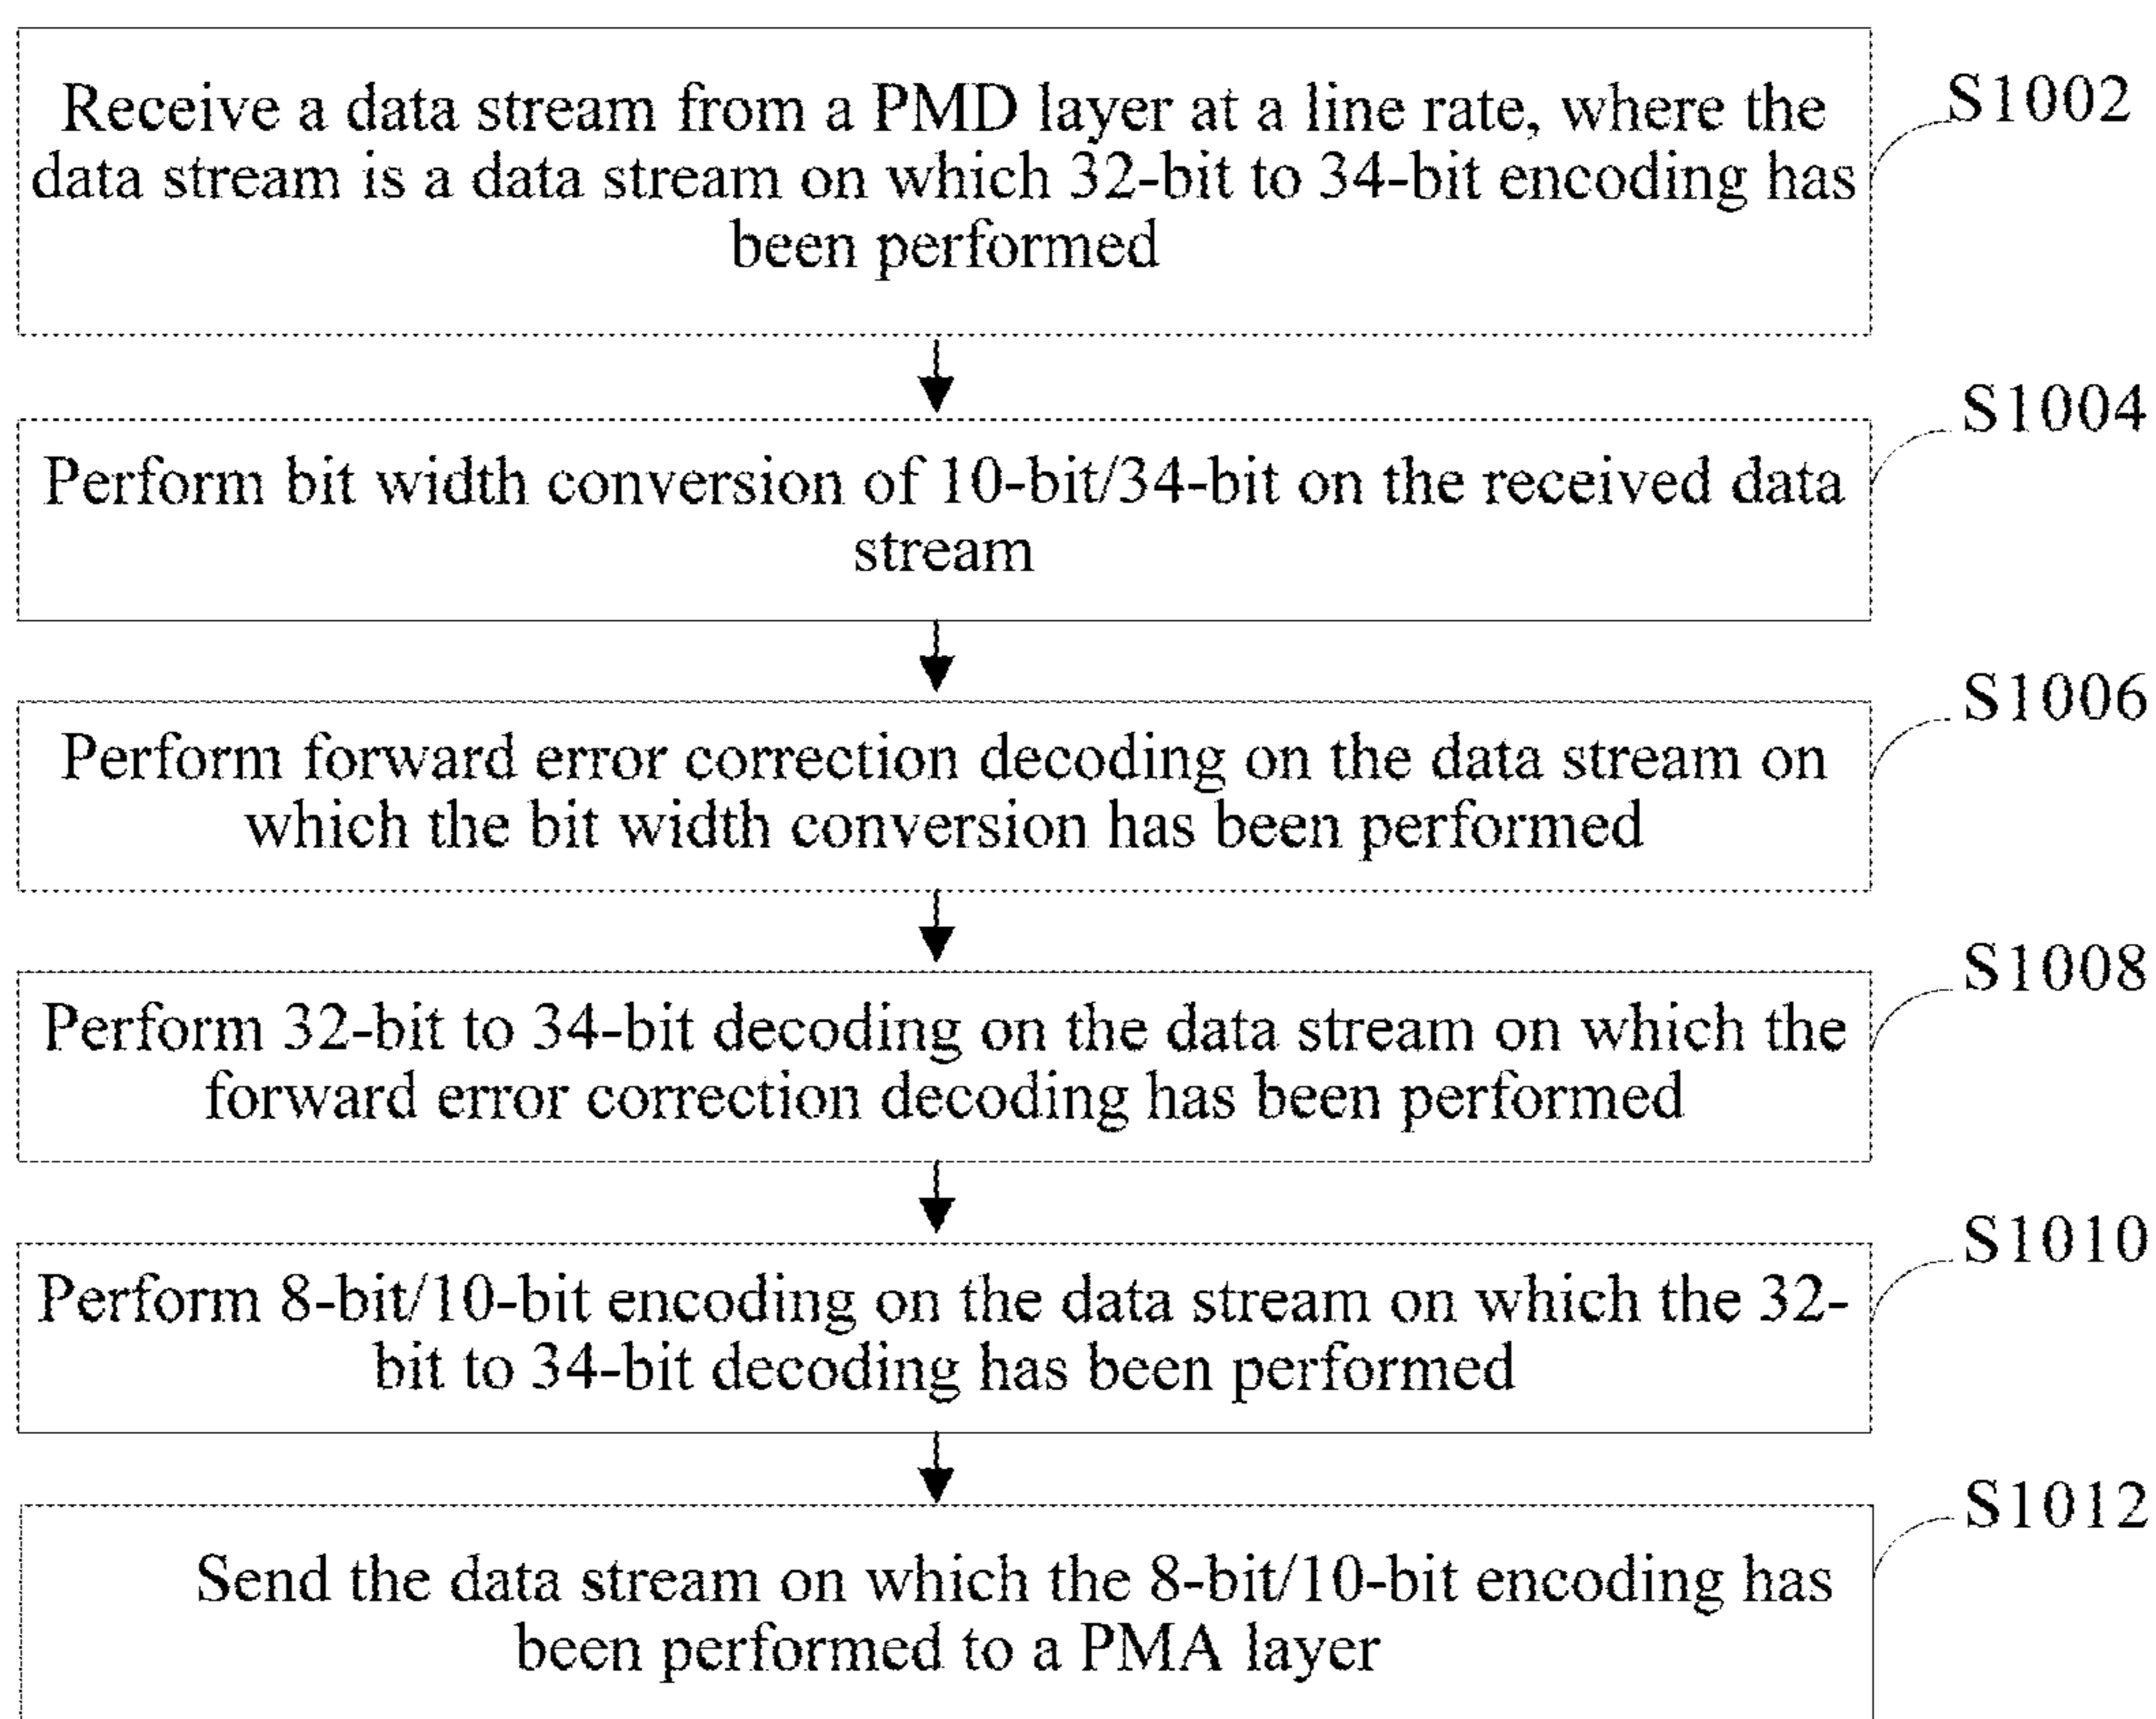 Receive a data stream from a PMD layer at a line rate, where the
data stream is a data stream on which 32-bit to 34-bit encoding has
been performed
S1002
Perform bit width conversion of 10-bit/34-bit on the received data
stream
S1004
Perform forward error correction decoding on the data stream on
which the bit width conversion has been performed
S1006
Perform 32-bit to 34-bit decoding on the data stream on which the
forward error correction decoding has been performed
S1008
Perform 8-bit/10-bit encoding on the data stream on which the 32-
bit to 34-bit decoding has been performed
S1010
Send the data stream on which the 8-bit/10-bit encoding has
been performed to a PMA layer
S1012